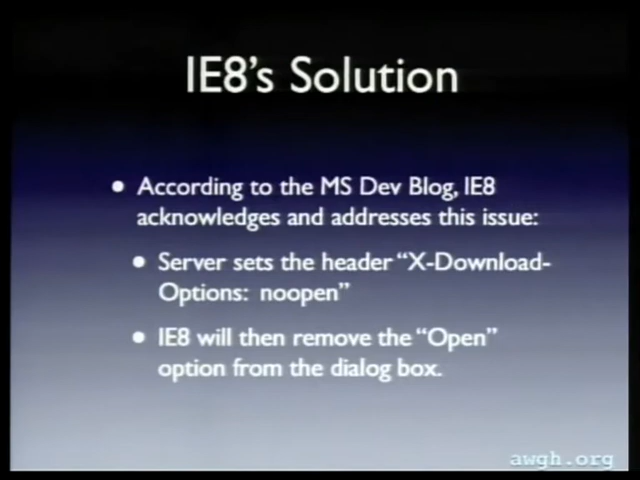 IE8's Solution
• According to the MS Dev Blog, IE8
acknowledges and addresses this issue:
• Server sets the header “X-Download-
Options: noopen”
• IE8 will then remove the “Open”
option from the dialog box.
awgh.org